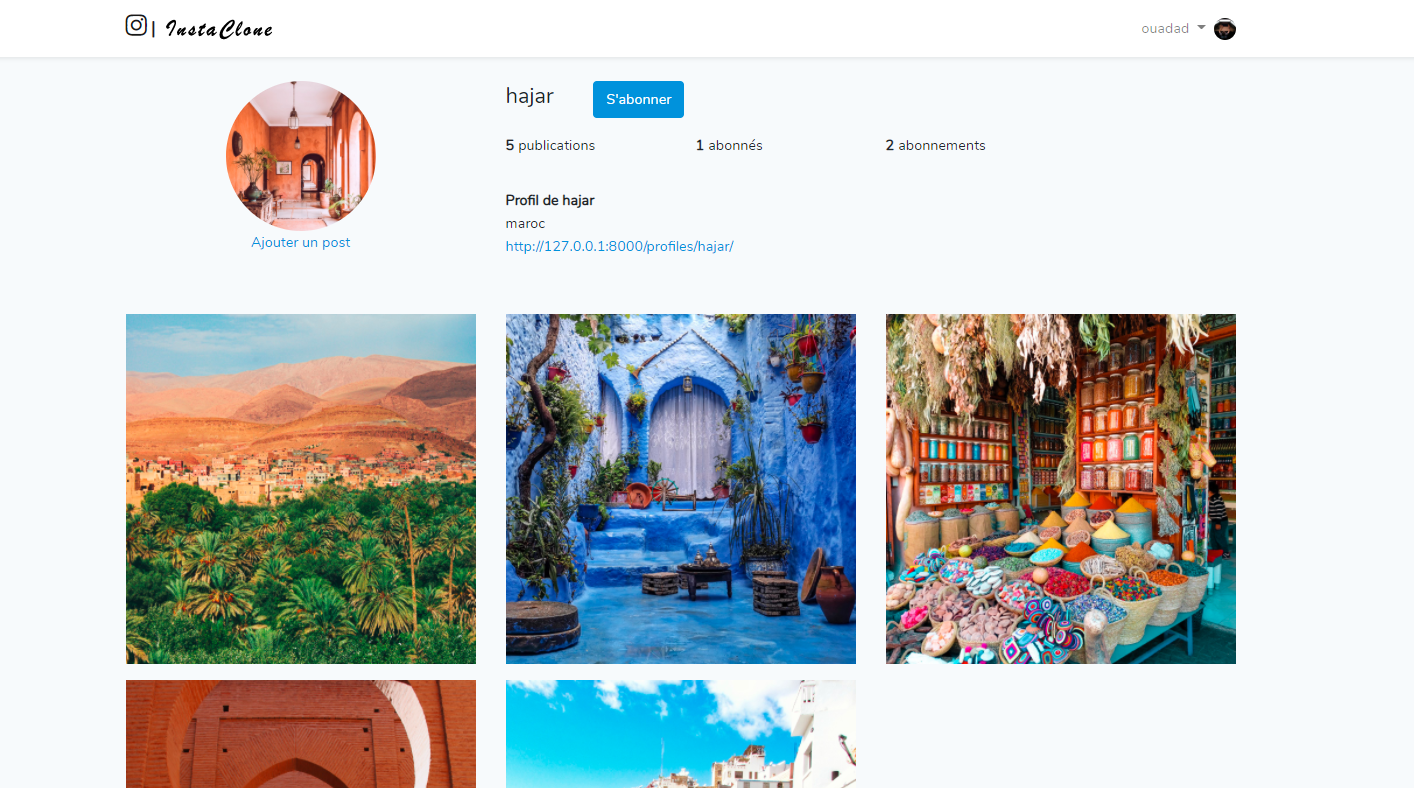 | InstaClone
ouadad
hajar
S'abonner
5 publications
1 abonnés
2 abonnements
Profil de hajar
maroc
http://127.0.0.1:8000/profiles/hajar/
Ajouter un post